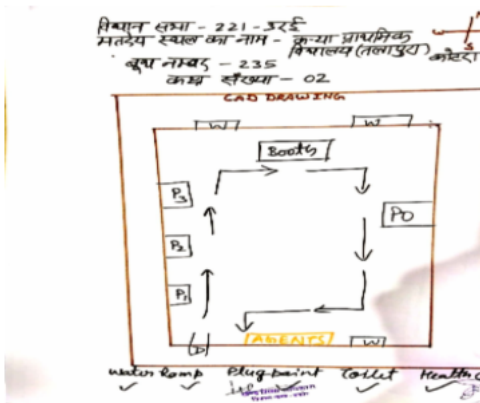 विधान सभा - 221 - उरई
मतदेय स्थल का नाम - कन्या प्राथमिक
विद्यालय (तलापुरा)
बूथ नम्बर - 235
कक्ष संख्या - 02
CAD DRAWING
W
W
Booth
P3
PO
P2
P1
AGENTS
W
D
Water Ramp Plug point Toilet